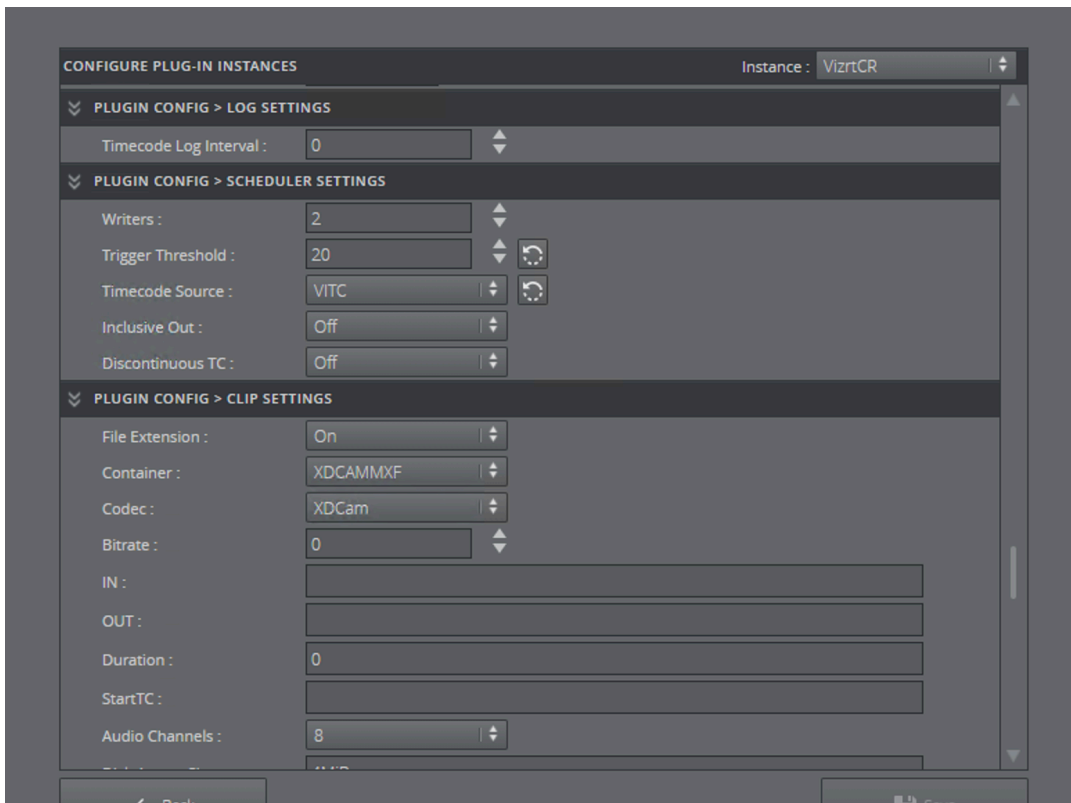 CONFIGURE PLUG-IN INSTANCES Instance : VizrtCR
PLUGIN CONFIG > LOG SETTINGS
Timecode Log Interval : 0
PLUGIN CONFIG > SCHEDULER SETTINGS
Writers : 2
Trigger Threshold : 20
Timecode Source : VITC
Inclusive Out : Off
Discontinuous TC : Off
PLUGIN CONFIG > CLIP SETTINGS
File Extension : On
Container : XDCAMMXF
Codec : XDCam
Bitrate : 0
IN :
OUT :
Duration : 0
StartTC :
Audio Channels : 8